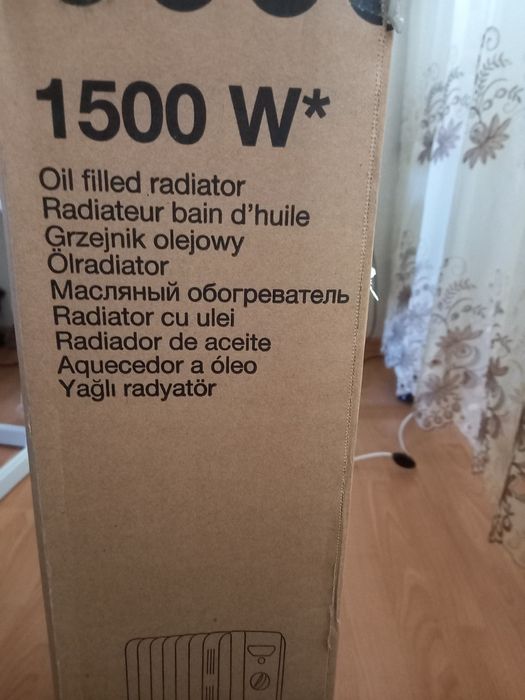 1500 W*
Oil filled radiator
Radiateur bain d'huile
Grzejnik olejowy
Ölradiator
Масляный обогреватель
Radiator cu ulei
Radiador de aceite
Aquecedor a óleo
Yağlı radyatör